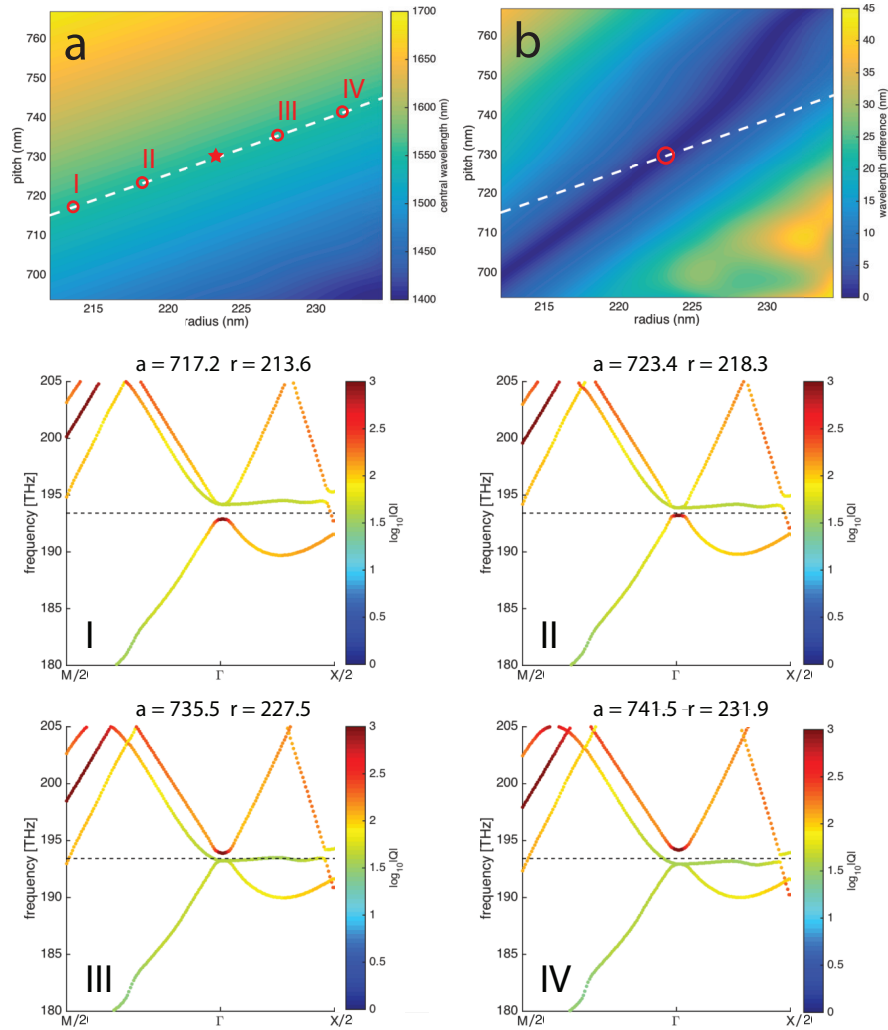 a
I
II
III
IV
760
750
740
730
720
710
700
pitch (nm)
215
220
225
230
radius (nm)
1700
1650
1600
1550
1500
1450
1400
central wavelength (nm)
b
760
750
740
730
720
710
700
pitch (nm)
215
220
225
230
radius (nm)
45
40
35
30
25
20
15
10
5
0
wavelength difference (nm)
a = 717.2 r = 213.6
205
200
195
190
185
180
frequency [THz]
I
M/2
Γ
X/2
3
2.5
2
1.5
1
0.5
0
log10|Q|
a = 723.4 r = 218.3
205
200
195
190
185
180
frequency [THz]
II
M/2
Γ
X/2
3
2.5
2
1.5
1
0.5
0
log10|Q|
a = 735.5 r = 227.5
205
200
195
190
185
180
frequency [THz]
III
M/2
Γ
X/2
3
2.5
2
1.5
1
0.5
0
log10|Q|
a = 741.5 r = 231.9
205
200
195
190
185
180
frequency [THz]
IV
M/2
Γ
X/2
3
2.5
2
1.5
1
0.5
0
log10|Q|